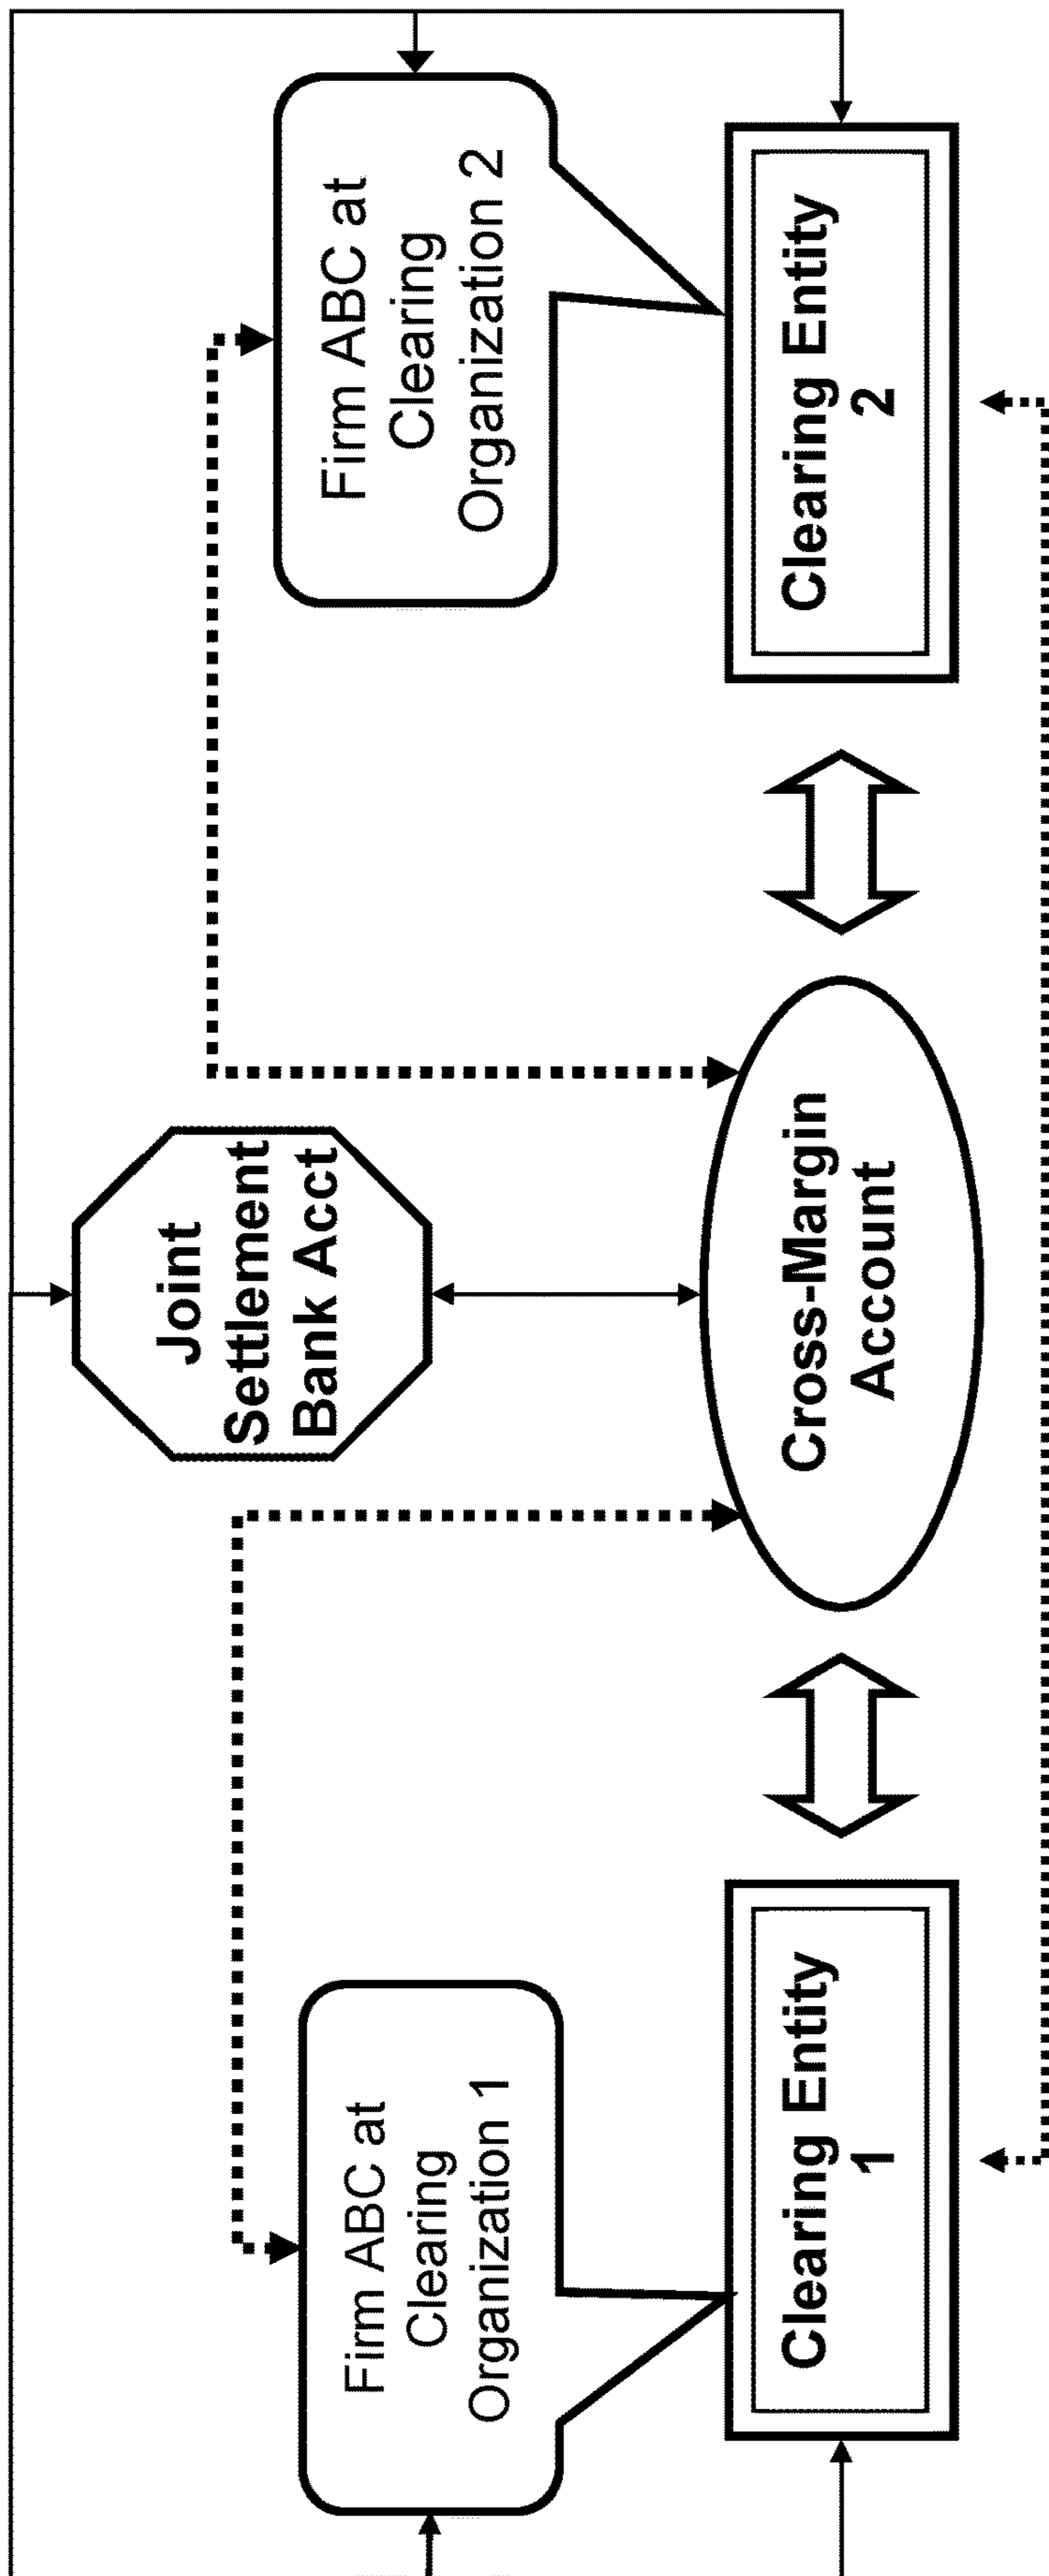 Joint
Settlement
Bank Acct
Firm ABC at
Clearing
Organization 1
Firm ABC at
Clearing
Organization 2
Clearing Entity
1
Cross-Margin
Account
Clearing Entity
2